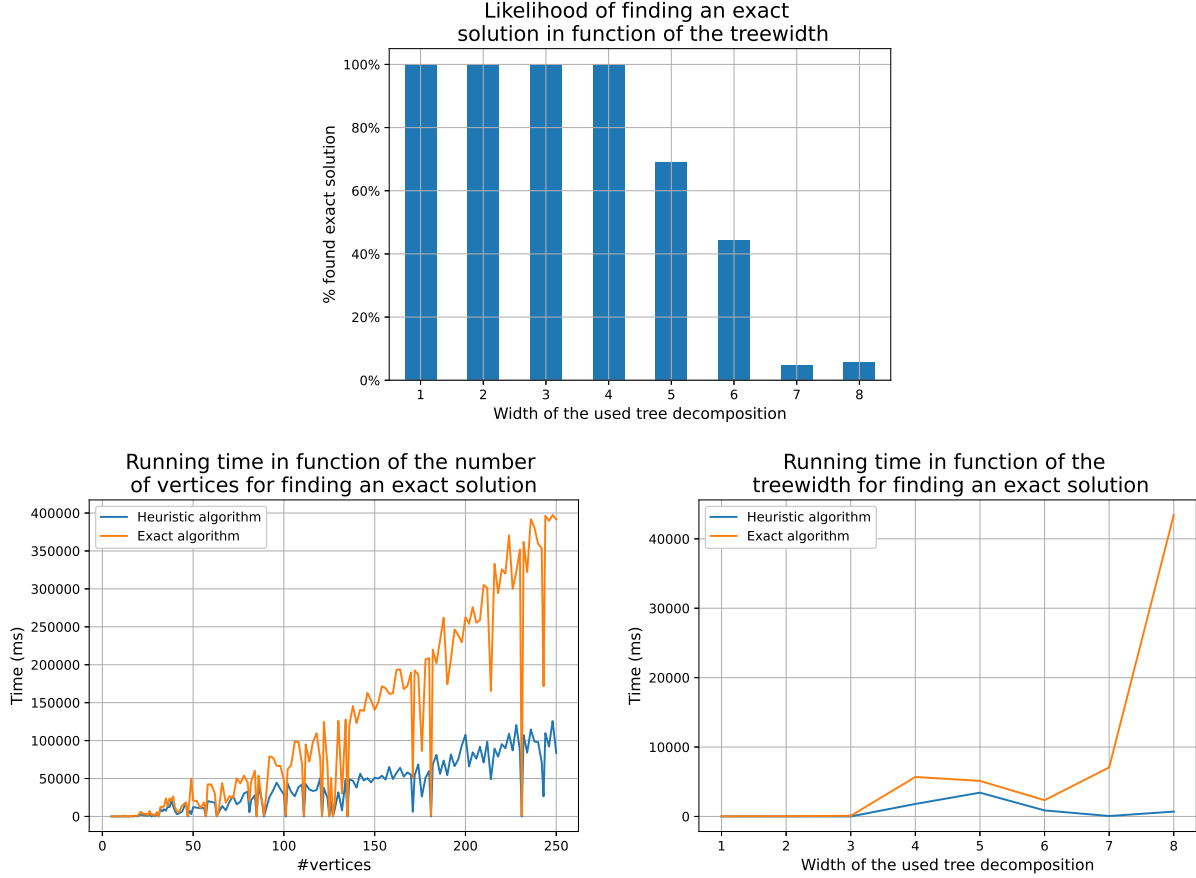 Likelihood of finding an exact
solution in function of the treewidth
100%
80%
60%
40%
20%
0%
% found exact solution
1 2 3 4 5 6 7 8
Width of the used tree decomposition
Running time in function of the number
of vertices for finding an exact solution
Heuristic algorithm
Exact algorithm
400000
350000
300000
250000
200000
150000
100000
50000
0
Time (ms)
0 50 100 150 200 250
#vertices
Running time in function of the
treewidth for finding an exact solution
Heuristic algorithm
Exact algorithm
40000
30000
20000
10000
0
Time (ms)
1 2 3 4 5 6 7 8
Width of the used tree decomposition